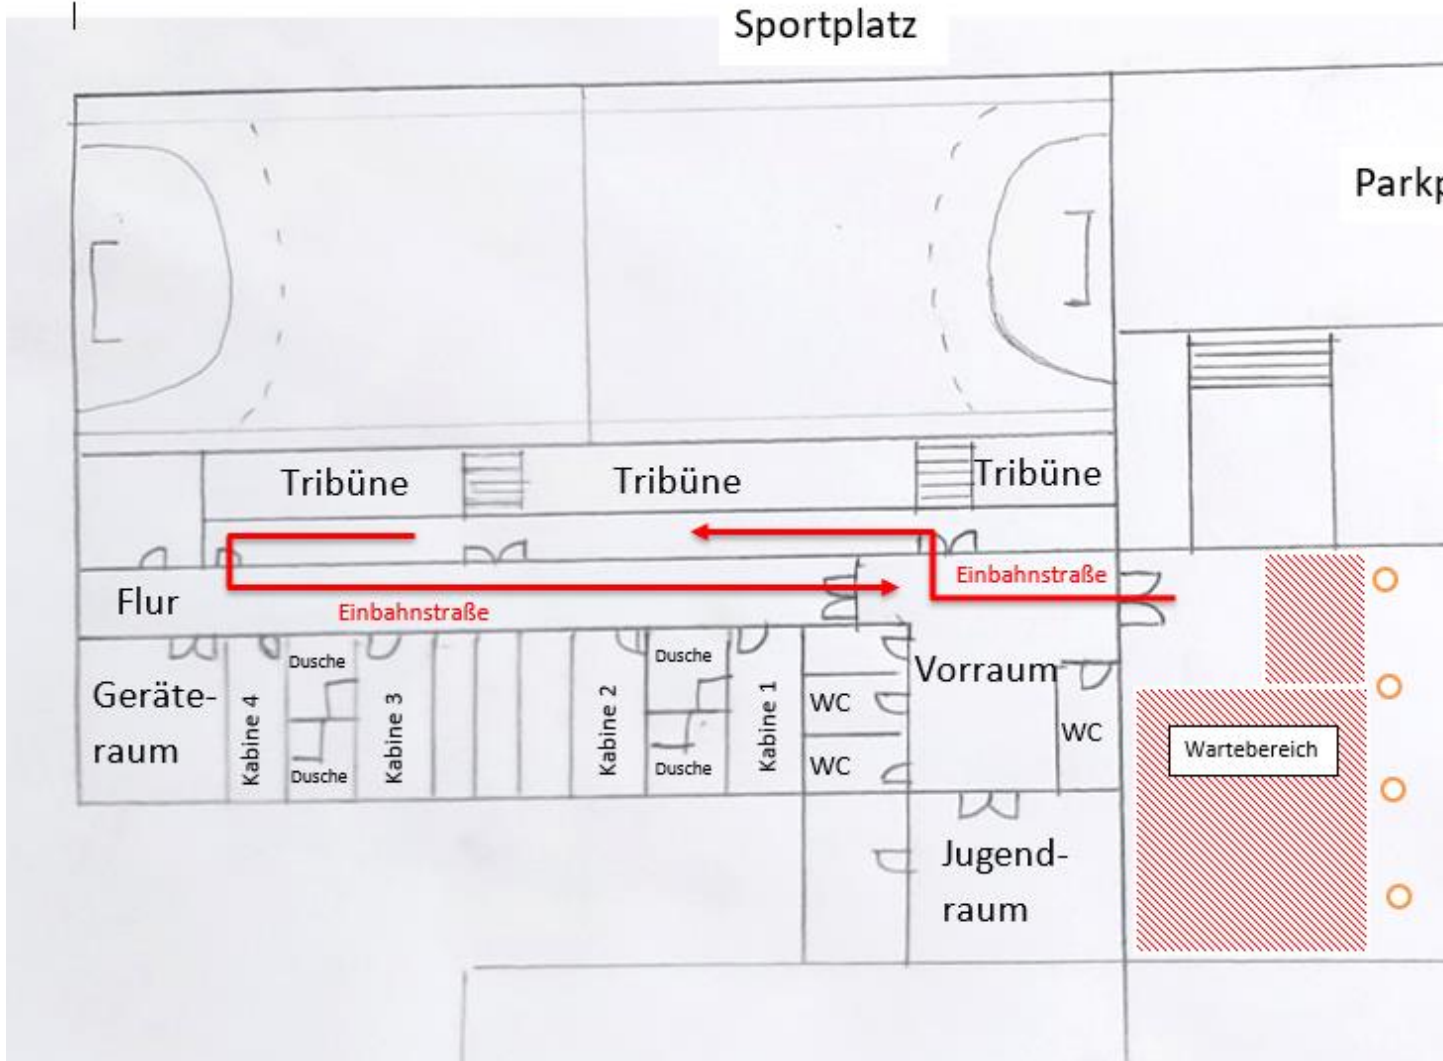 Sportplatz
Parkp
Tribüne
Tribüne
Tribüne
Einbahnstraße
Flur
Einbahnstraße
Geräte-
raum
Kabine 4
Dusche
Dusche
Kabine 3
Kabine 2
Dusche
Dusche
Kabine 1
WC
WC
Vorraum
WC
Wartebereich
Jugend-
raum